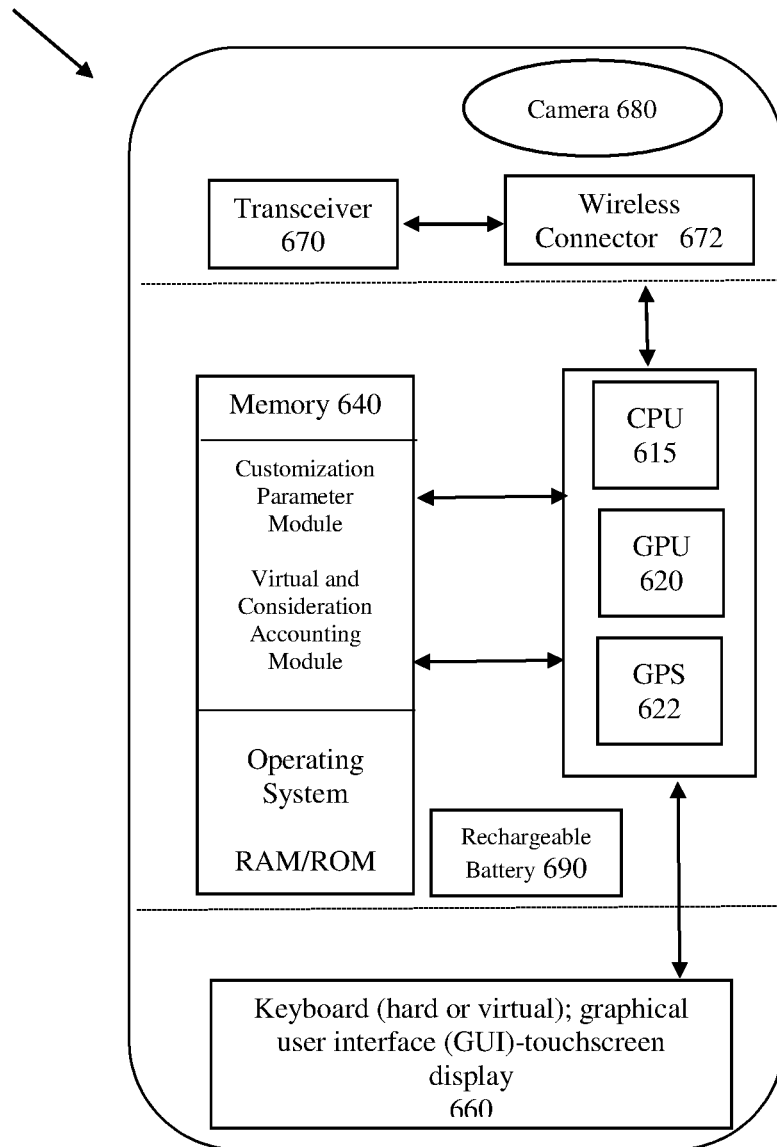 Camera 680
Transceiver
670
Wireless
Connector 672
Memory 640
Customization
Parameter
Module
Virtual and
Consideration
Accounting
Module
Operating
System
RAM/ROM
CPU
615
GPU
620
GPS
622
Rechargeable
Battery 690
Keyboard (hard or virtual); graphical
user interface (GUI)-touchscreen
display
660